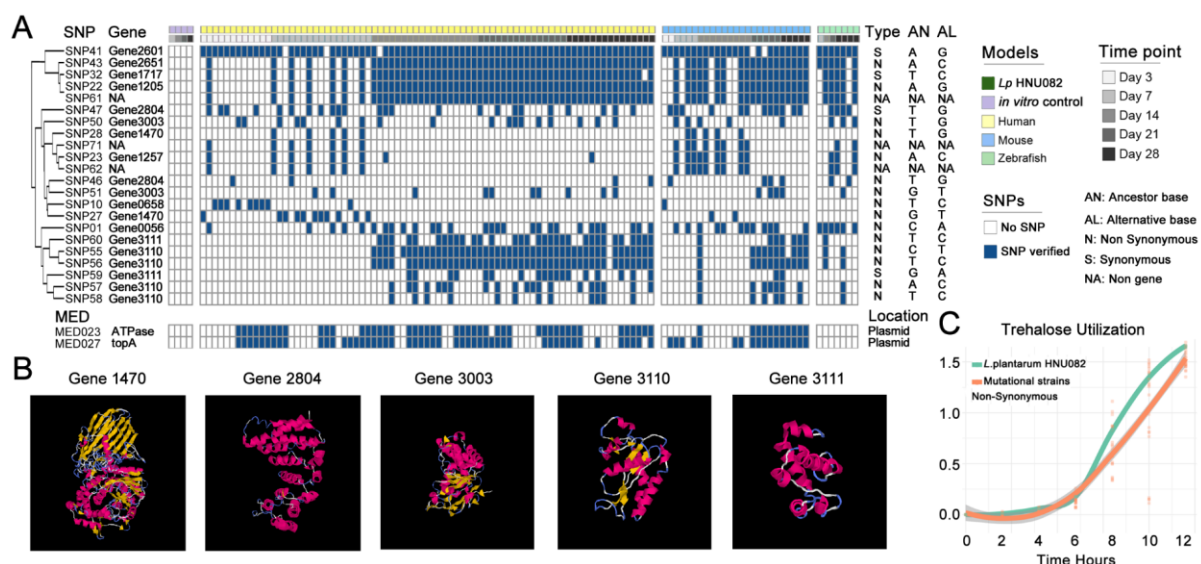 A
SNP Gene Type AN AL
SNP41 Gene2601 S A G
SNP43 Gene2651 N A C
SNP32 Gene1717 S T C
SNP22 Gene1205 N A G
SNP61 NA NA NA NA
SNP47 Gene2804 S T G
SNP50 Gene3003 N T C
SNP28 Gene1470 N T G
SNP71 NA NA NA NA
SNP23 Gene1257 N A C
SNP62 NA NA NA NA
SNP46 Gene2804 N T G
SNP51 Gene3003 N G T
SNP10 Gene0658 N T C
SNP27 Gene1470 N G T
SNP01 Gene0056 N C A
SNP60 Gene3111 N T C
SNP55 Gene3110 N C T
SNP56 Gene3110 N T C
SNP59 Gene3111 S G A
SNP57 Gene3110 N A C
SNP58 Gene3110 N T C
MED Location
MED023 ATPase Plasmid
MED027 topA Plasmid
Models
Lp HNU082
in vitro control
Human
Mouse
Zebrafish
Time point
Day 3
Day 7
Day 14
Day 21
Day 28
SNPs
No SNP
SNP verified
AN: Ancestor base
AL: Alternative base
N: Non Synonymous
S: Synonymous
NA: Non gene
B
Gene 1470
Gene 2804
Gene 3003
Gene 3110
Gene 3111
C
Trehalose Utilization
L.plantarum HNU082
Mutational strains
Non-Synonymous
1.5
1.0
0.5
0.0
0 2 4 6 8 10 12
Time Hours